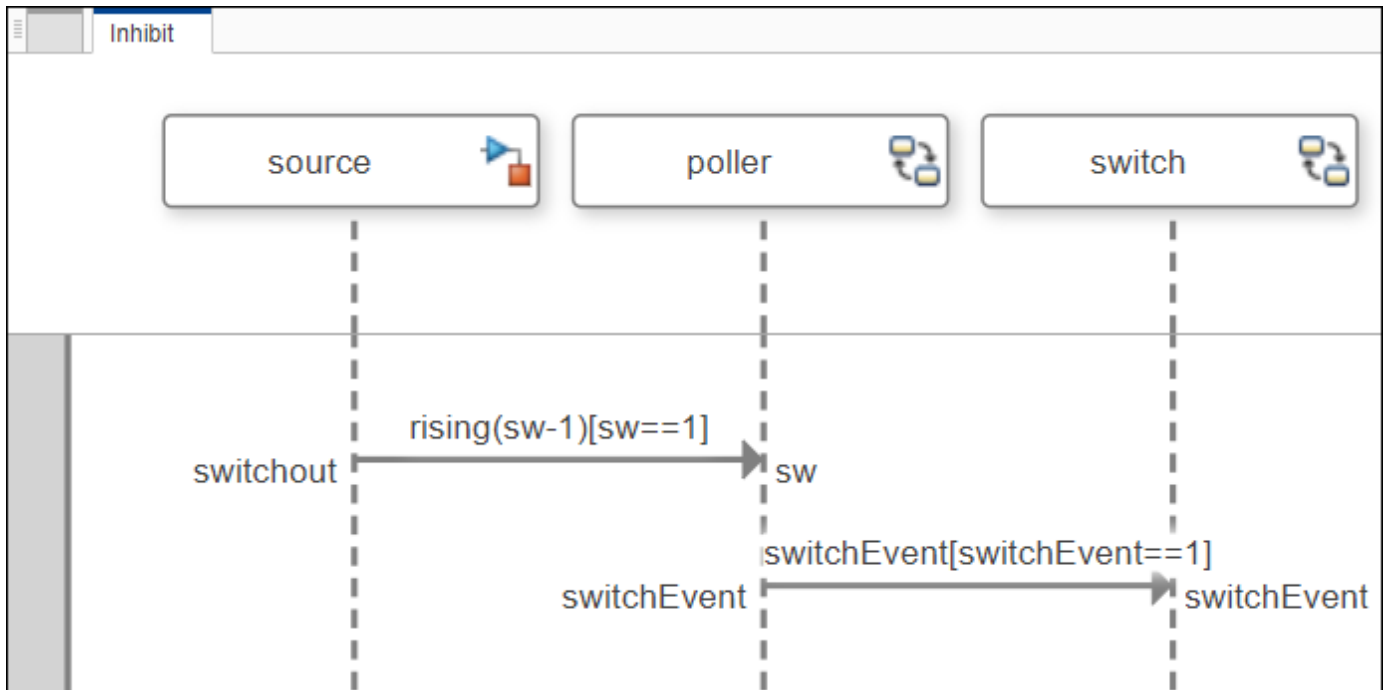 Inhibit
source
poller
switch
rising(sw-1)[sw==1]
switchout
sw
switchEvent[switchEvent==1]
switchEvent
switchEvent